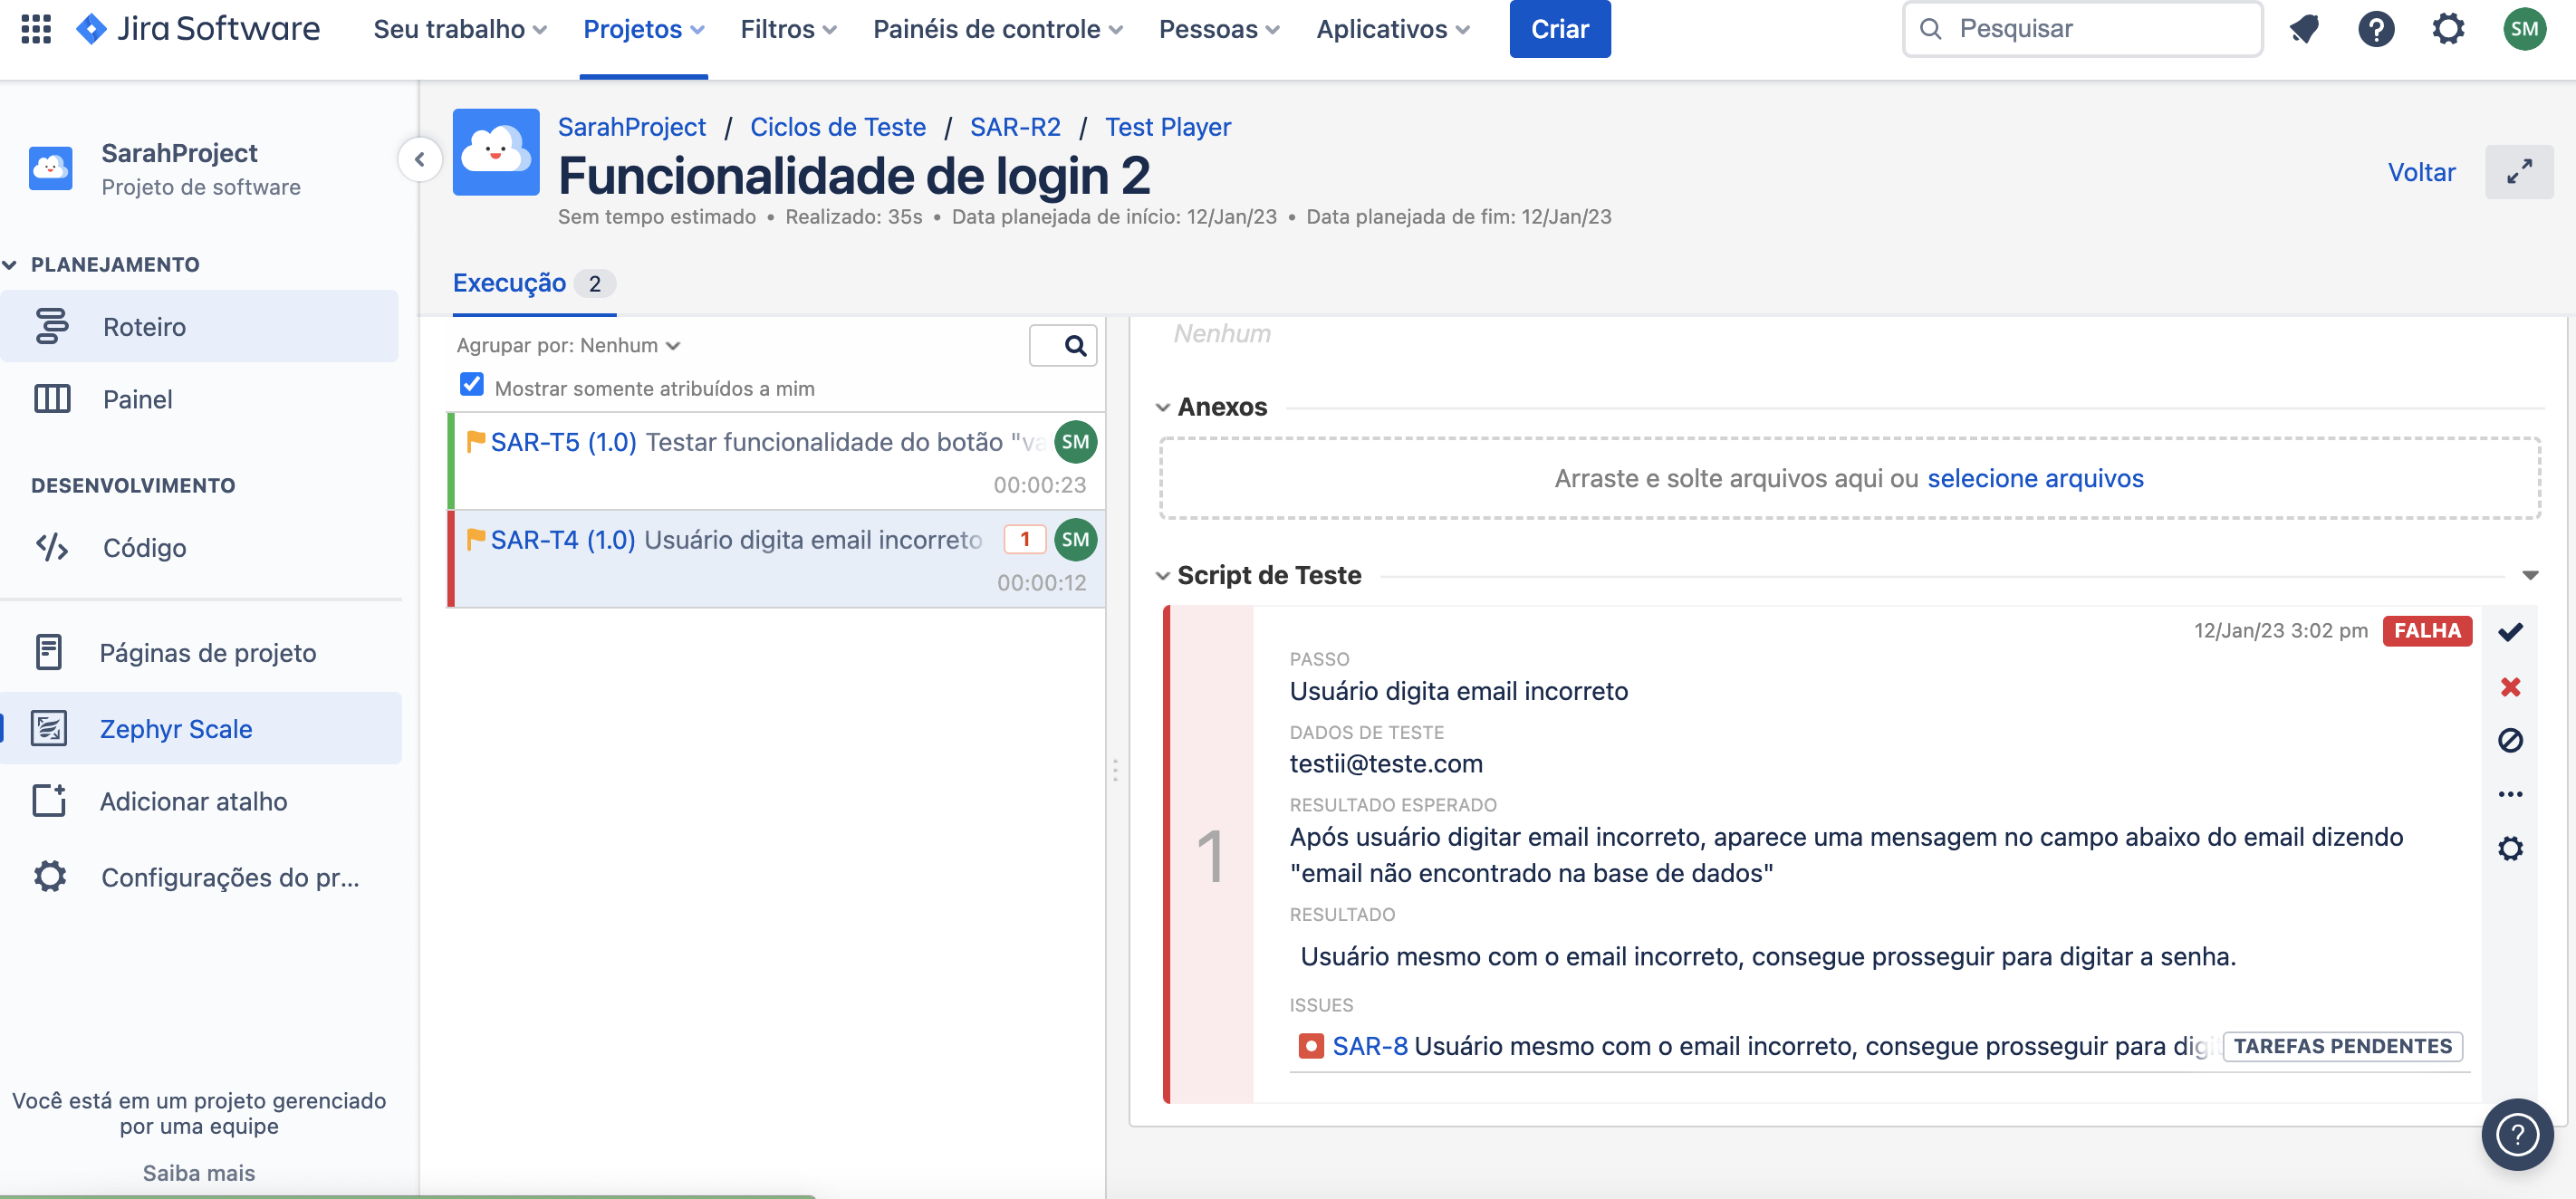 Jira Software
Seu trabalho
Projetos
Filtros
Painéis de controle
Pessoas
Aplicativos
Criar
Pesquisar
SM
SarahProject
Projeto de software
PLANEJAMENTO
Roteiro
Painel
DESENVOLVIMENTO
Código
Páginas de projeto
Zephyr Scale
Adicionar atalho
Configurações do pr...
Você está em um projeto gerenciado
por uma equipe
Saiba mais
SarahProject / Ciclos de Teste / SAR-R2 / Test Player
Funcionalidade de login 2
Sem tempo estimado • Realizado: 35s • Data planejada de início: 12/Jan/23 • Data planejada de fim: 12/Jan/23
Voltar
Execução 2
Agrupar por: Nenhum
Mostrar somente atribuídos a mim
SAR-T5 (1.0) Testar funcionalidade do botão "va SM
00:00:23
SAR-T4 (1.0) Usuário digita email incorreto 1 SM
00:00:12
Nenhum
Anexos
Arraste e solte arquivos aqui ou selecione arquivos
Script de Teste
12/Jan/23 3:02 pm FALHA
1
PASSO
Usuário digita email incorreto
DADOS DE TESTE
testii@teste.com
RESULTADO ESPERADO
Após usuário digitar email incorreto, aparece uma mensagem no campo abaixo do email dizendo
"email não encontrado na base de dados"
RESULTADO
Usuário mesmo com o email incorreto, consegue prosseguir para digitar a senha.
ISSUES
SAR-8 Usuário mesmo com o email incorreto, consegue prosseguir para digi TAREFAS PENDENTES